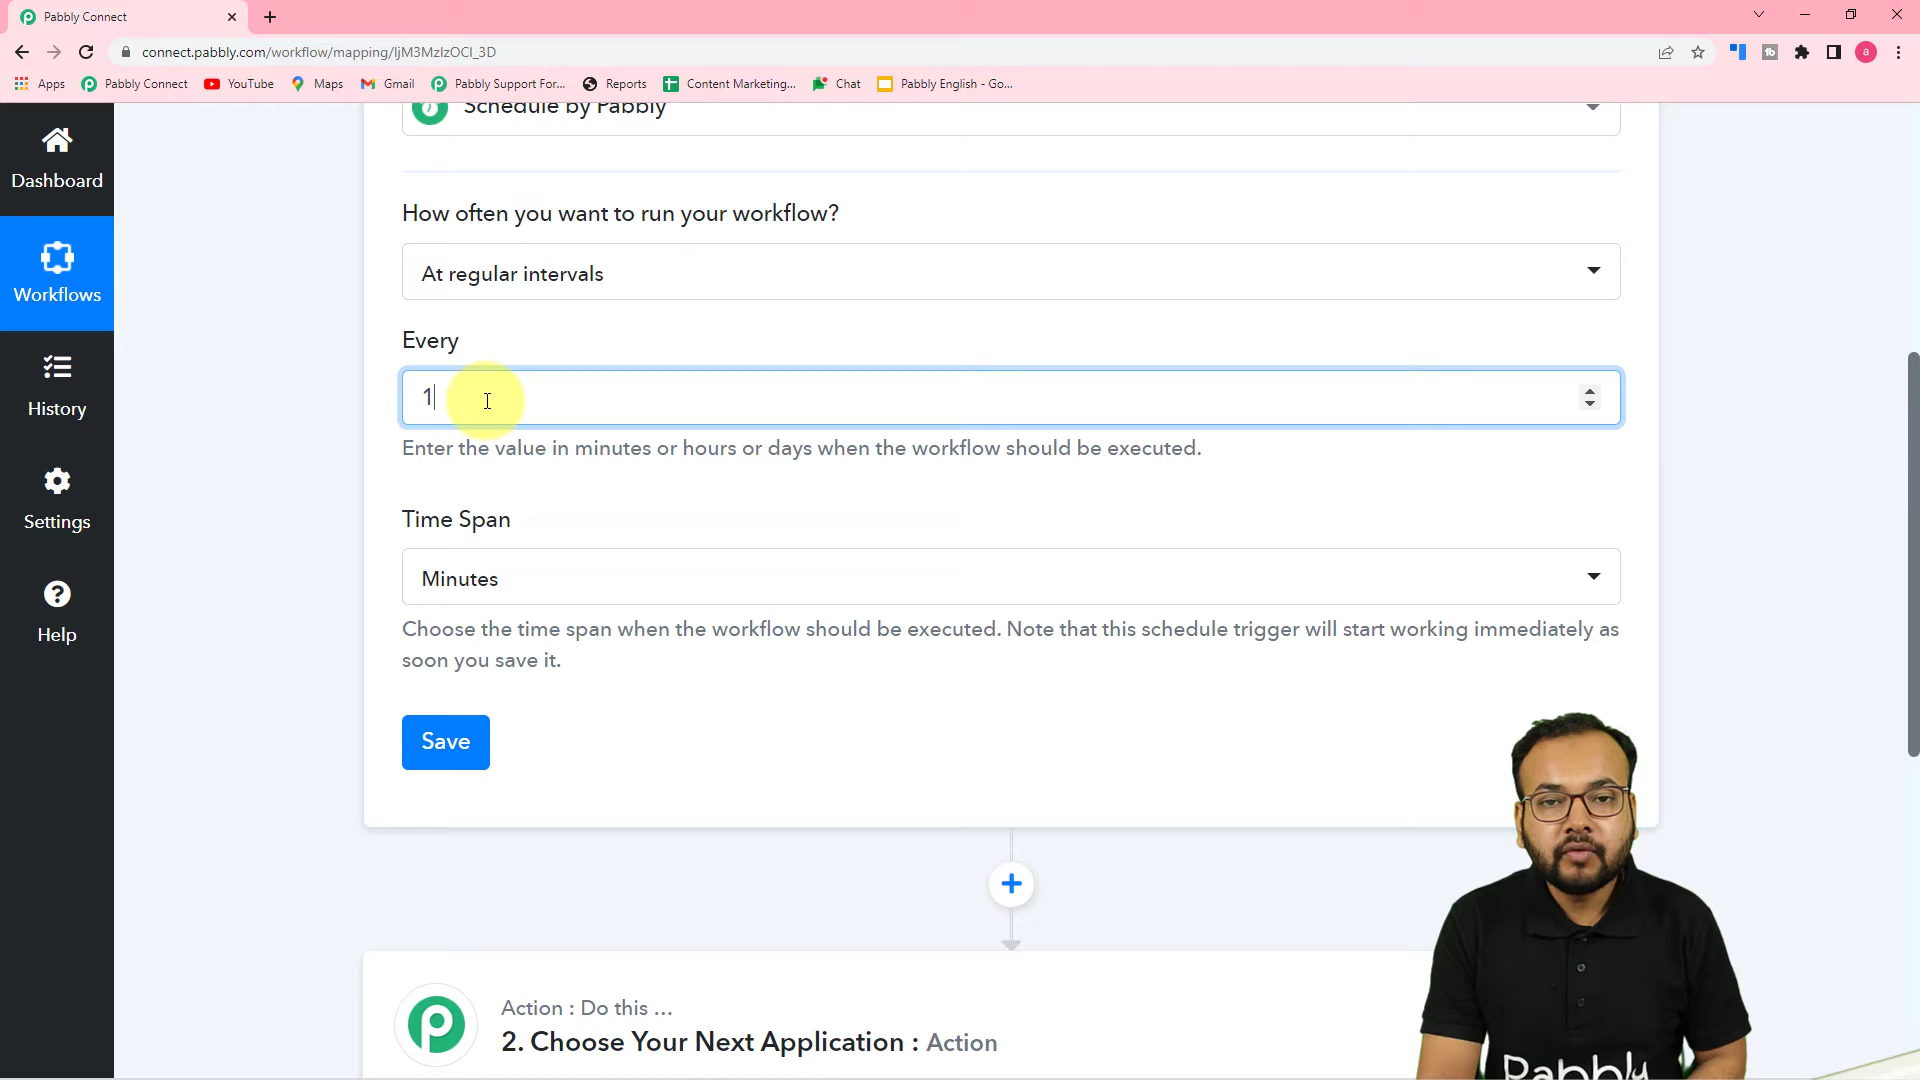 Pabbly Connect
connect.pabbly.com/workflow/mapping/IjM3MzIzOCI_3D
a
Apps
Pabbly Connect
YouTube
Maps
Gmail
Pabbly Support For...
Reports
Content Marketing...
Chat
Pabbly English - Go...
Dashboard
Workflows
History
Settings
Help
Schedule by Pabbly
How often you want to run your workflow?
At regular intervals
Every
1
Enter the value in minutes or hours or days when the workflow should be executed.
Time Span
Minutes
Choose the time span when the workflow should be executed. Note that this schedule trigger will start working immediately as
soon you save it.
Save
Action : Do this ...
2. Choose Your Next Application : Action
Pabbly